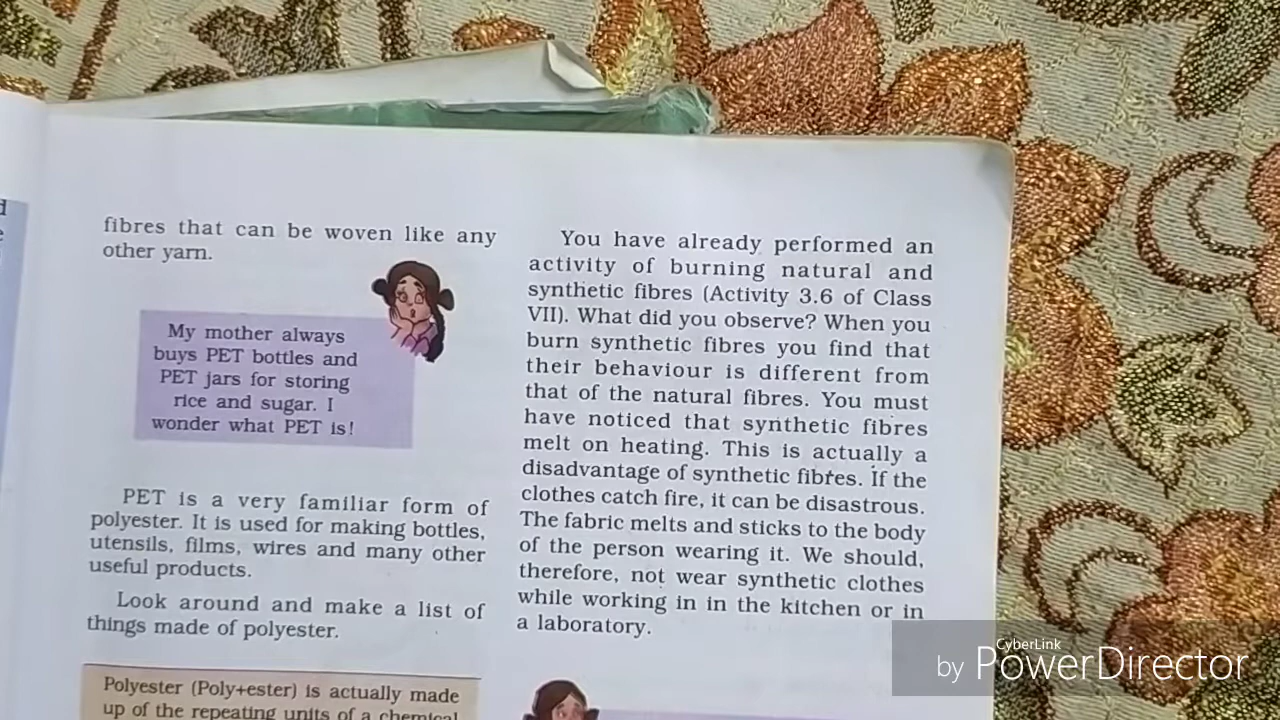 fibres that can be woven like any
other yarn.
My mother always
buys PET bottles and
PET jars for storing
rice and sugar. I
wonder what PET is!
PET is a very familiar form of
polyester. It is used for making bottles,
utensils, films, wires and many other
useful products.
Look around and make a list of
things made of polyester.
Polyester (Poly+ester) is actually made
up of the repeating units of a chemical
You have already performed an
activity of burning natural and
synthetic fibres (Activity 3.6 of Class
VII). What did you observe? When you
burn synthetic fibres you find that
their behaviour is different from
that of the natural fibres. You must
have noticed that synthetic fibres
melt on heating. This is actually a
disadvantage of synthetic fibres. If the
clothes catch fire, it can be disastrous.
The fabric melts and sticks to the body
of the person wearing it. We should,
therefore, not wear synthetic clothes
while working in in the kitchen or in
a laboratory.
CyberLink
by PowerDirector